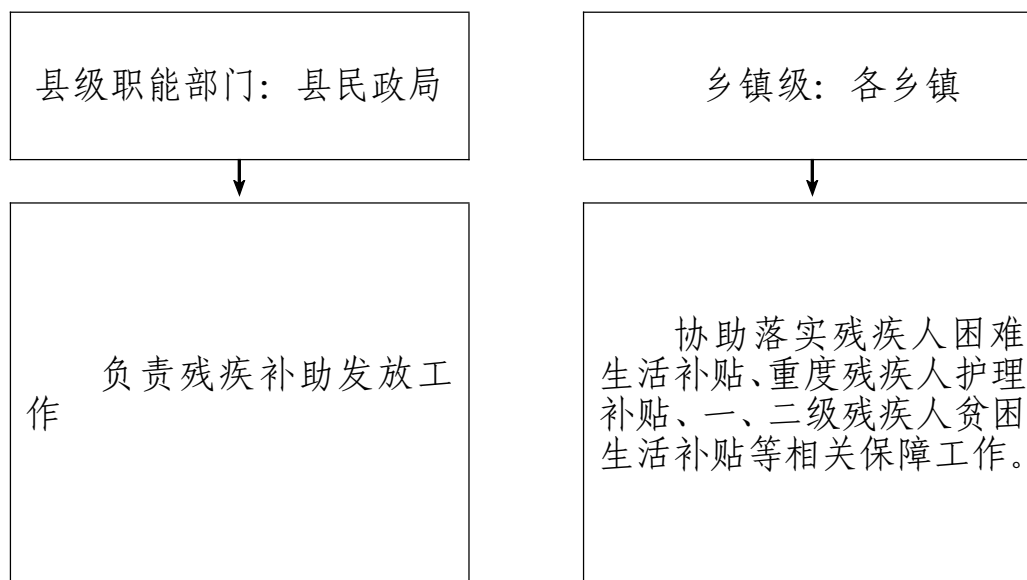 县级职能部门：县民政局
乡镇级：各乡镇
负责残疾补助发放工
作
协助落实残疾人困难
生活补贴、重度残疾人护理
补贴、一、二级残疾人贫困
生活补贴等相关保障工作。